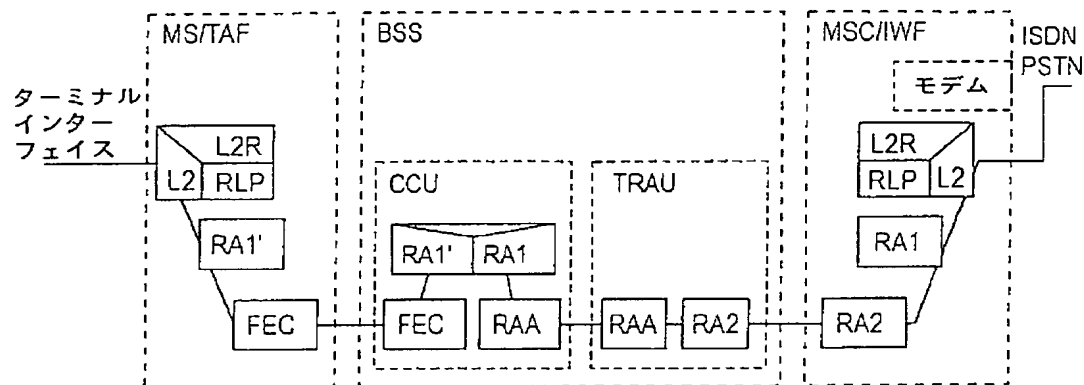 MS/TAF
BSS
MSC/IWF
ISDN
PSTN
モデム
ターミナル
インター
フェイス
L2R
L2
RLP
RA1'
FEC
CCU
RA1'
RA1
FEC
RAA
TRAU
RAA
RA2
L2R
RLP
L2
RA1
RA2